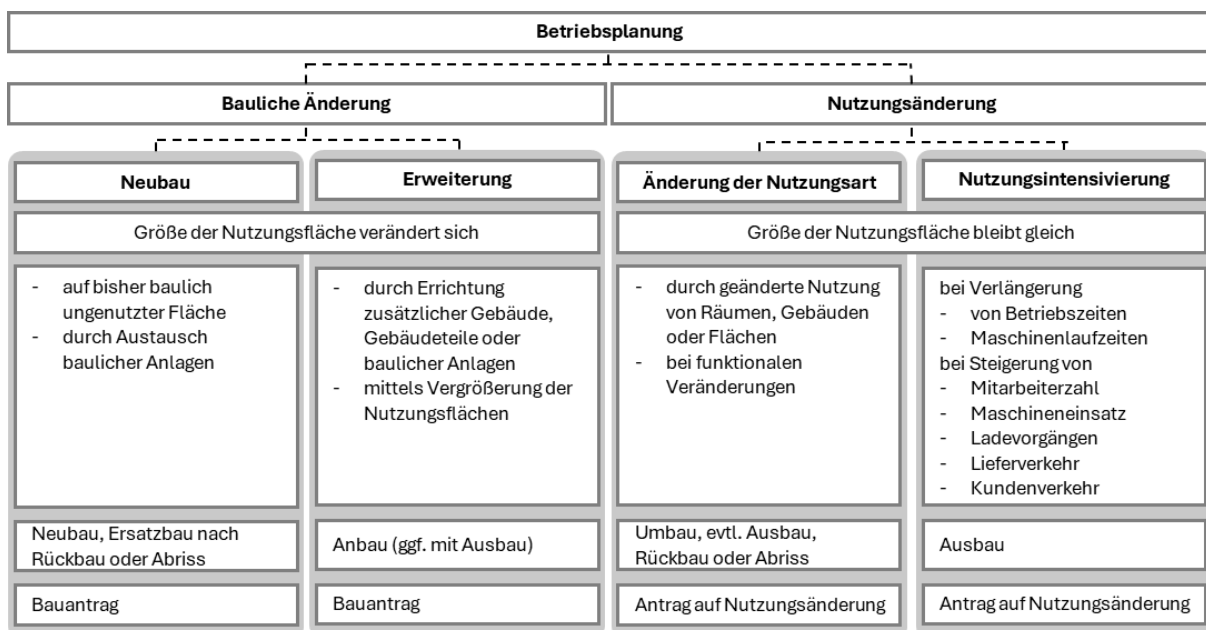 Betriebsplanung
Bauliche Änderung
Nutzungsänderung
Neubau
Erweiterung
Änderung der Nutzungsart
Nutzungsintensivierung
Größe der Nutzungsfläche verändert sich
Größe der Nutzungsfläche bleibt gleich
- auf bisher baulich
ungenutzter Fläche
- durch Austausch
baulicher Anlagen
- durch Errichtung
zusätzlicher Gebäude,
Gebäudeteile oder
baulicher Anlagen
- mittels Vergrößerung der
Nutzungsflächen
- durch geänderte Nutzung
von Räumen, Gebäuden
oder Flächen
- bei funktionalen
Veränderungen
bei Verlängerung
- von Betriebszeiten
- Maschinenlaufzeiten
bei Steigerung von
- Mitarbeiterzahl
- Maschineneinsatz
- Ladevorgängen
- Lieferverkehr
- Kundenverkehr
Neubau, Ersatzbau nach
Rückbau oder Abriss
Anbau (ggf. mit Ausbau)
Umbau, evtl. Ausbau,
Rückbau oder Abriss
Ausbau
Bauantrag
Bauantrag
Antrag auf Nutzungsänderung
Antrag auf Nutzungsänderung